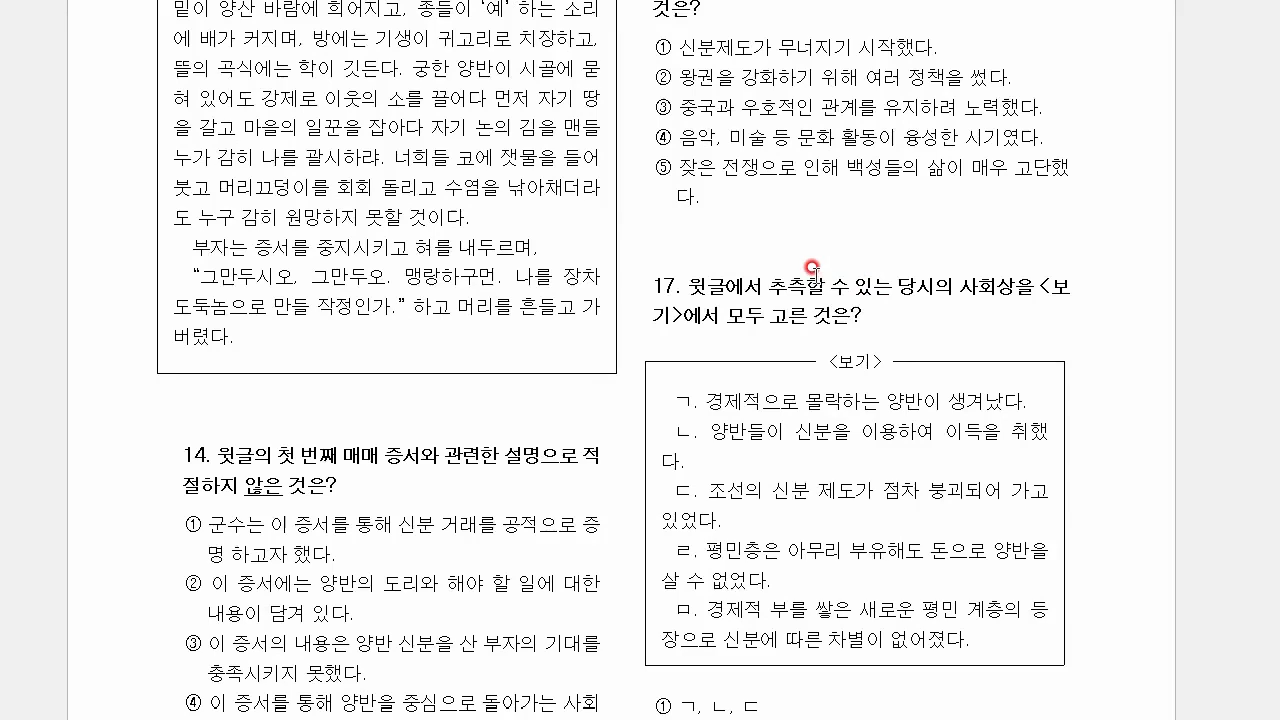 밑이 양산 바람에 희어지고, 종들이 ‘예’ 하는 소리
에 배가 커지며, 방에는 기생이 귀고리로 치장하고,
뜰의 곡식에는 학이 깃든다. 궁한 양반이 시골에 묻
혀 있어도 강제로 이웃의 소를 끌어다 먼저 자기 땅
을 갈고 마을의 일꾼을 잡아다 자기 논의 김을 맨들
누가 감히 나를 괄시하랴. 너희들 코에 잿물을 들어
붓고 머리끄덩이를 회회 돌리고 수염을 낚아채더라
도 누구 감히 원망하지 못할 것이다.
부자는 증서를 중지시키고 혀를 내두르며,
“그만두시오, 그만두오. 맹랑하구먼. 나를 장차
도둑놈으로 만들 작정인가.” 하고 머리를 흔들고 가
버렸다.
14. 윗글의 첫 번째 매매 증서와 관련한 설명으로 적
절하지 않은 것은?
① 군수는 이 증서를 통해 신분 거래를 공적으로 증
명 하고자 했다.
② 이 증서에는 양반의 도리와 해야 할 일에 대한
내용이 담겨 있다.
③ 이 증서의 내용은 양반 신분을 산 부자의 기대를
충족시키지 못했다.
④ 이 증서를 통해 양반을 중심으로 돌아가는 사회
것은?
① 신분제도가 무너지기 시작했다.
② 왕권을 강화하기 위해 여러 정책을 썼다.
③ 중국과 우호적인 관계를 유지하려 노력했다.
④ 음악, 미술 등 문화 활동이 융성한 시기였다.
⑤ 잦은 전쟁으로 인해 백성들의 삶이 매우 고단했
다.
17. 윗글에서 추측할 수 있는 당시의 사회상을 <보
기>에서 모두 고른 것은?
<보기>
ㄱ. 경제적으로 몰락하는 양반이 생겨났다.
ㄴ. 양반들이 신분을 이용하여 이득을 취했
다.
ㄷ. 조선의 신분 제도가 점차 붕괴되어 가고
있었다.
ㄹ. 평민층은 아무리 부유해도 돈으로 양반을
살 수 없었다.
ㅁ. 경제적 부를 쌓은 새로운 평민 계층의 등
장으로 신분에 따른 차별이 없어졌다.
① ㄱ, ㄴ, ㄷ